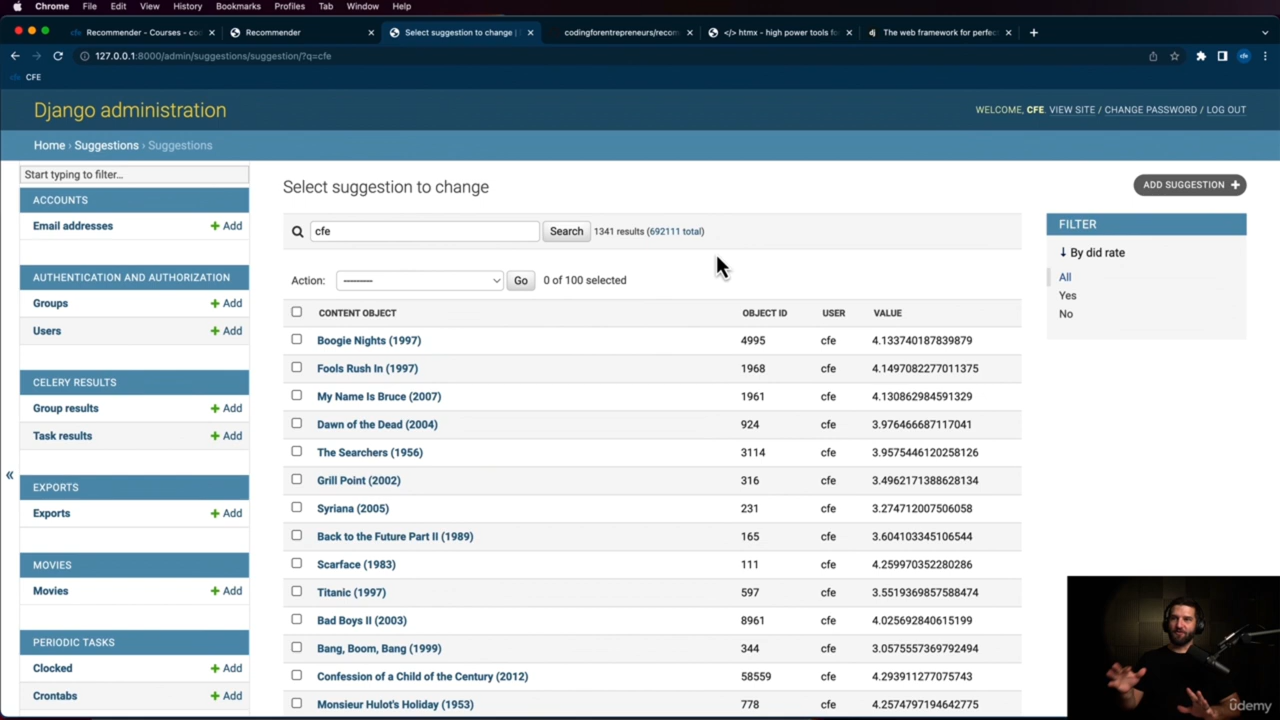 Chrome File Edit View History Bookmarks Profiles Tab Window Help
Recommender - Courses - co
Recommender
Select suggestion to change |
codingforentrepreneurs/recom
</> htmx - high power tools fo
dj The web framework for perfec
127.0.0.1:8000/admin/suggestions/suggestion/?q=cfe
cfe CFE
Django administration
WELCOME, CFE. VIEW SITE / CHANGE PASSWORD / LOG OUT
Home › Suggestions › Suggestions
Start typing to filter...
ACCOUNTS
Email addresses + Add
AUTHENTICATION AND AUTHORIZATION
Groups + Add
Users + Add
CELERY RESULTS
Group results + Add
Task results + Add
«
EXPORTS
Exports + Add
MOVIES
Movies + Add
PERIODIC TASKS
Clocked + Add
Crontabs + Add
Select suggestion to change
ADD SUGGESTION +
cfe Search 1341 results (692111 total)
Action: --------- Go 0 of 100 selected
CONTENT OBJECT OBJECT ID USER VALUE
Boogie Nights (1997) 4995 cfe 4.133740187839879
Fools Rush In (1997) 1968 cfe 4.1497082277011375
My Name Is Bruce (2007) 1961 cfe 4.130862984591329
Dawn of the Dead (2004) 924 cfe 3.976466687117041
The Searchers (1956) 3114 cfe 3.9575446120258126
Grill Point (2002) 316 cfe 3.4962171388628134
Syriana (2005) 231 cfe 3.274712007506058
Back to the Future Part II (1989) 165 cfe 3.604103345106544
Scarface (1983) 111 cfe 4.259970352280286
Titanic (1997) 597 cfe 3.5519369857588474
Bad Boys II (2003) 8961 cfe 4.025692840615199
Bang, Boom, Bang (1999) 344 cfe 3.0575557369792494
Confession of a Child of the Century (2012) 58559 cfe 4.293911277075743
Monsieur Hulot's Holiday (1953) 778 cfe 4.2574797194642775
FILTER
↓ By did rate
All
Yes
No
ûdemy